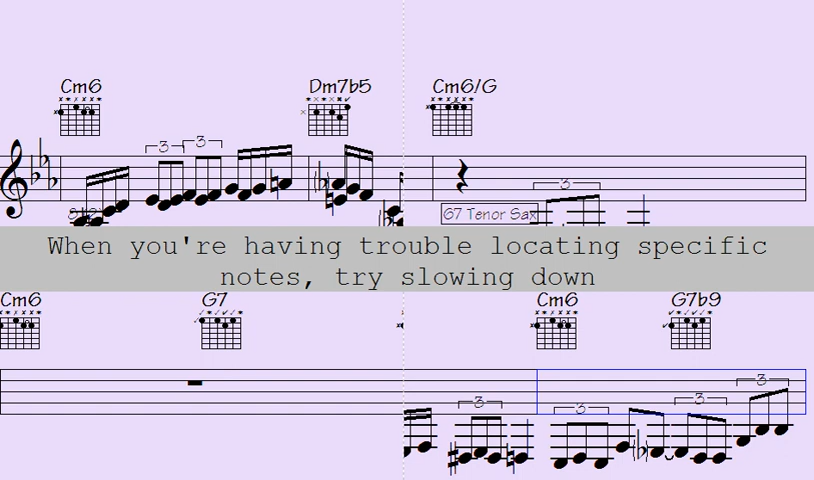 Cm6 Dm7b5 Cm6/G
3 3
3
67 Tenor Sax
When you're having trouble locating specific
notes, try slowing down
Cm6 G7 Cm6 G7b9
3 3 3 3